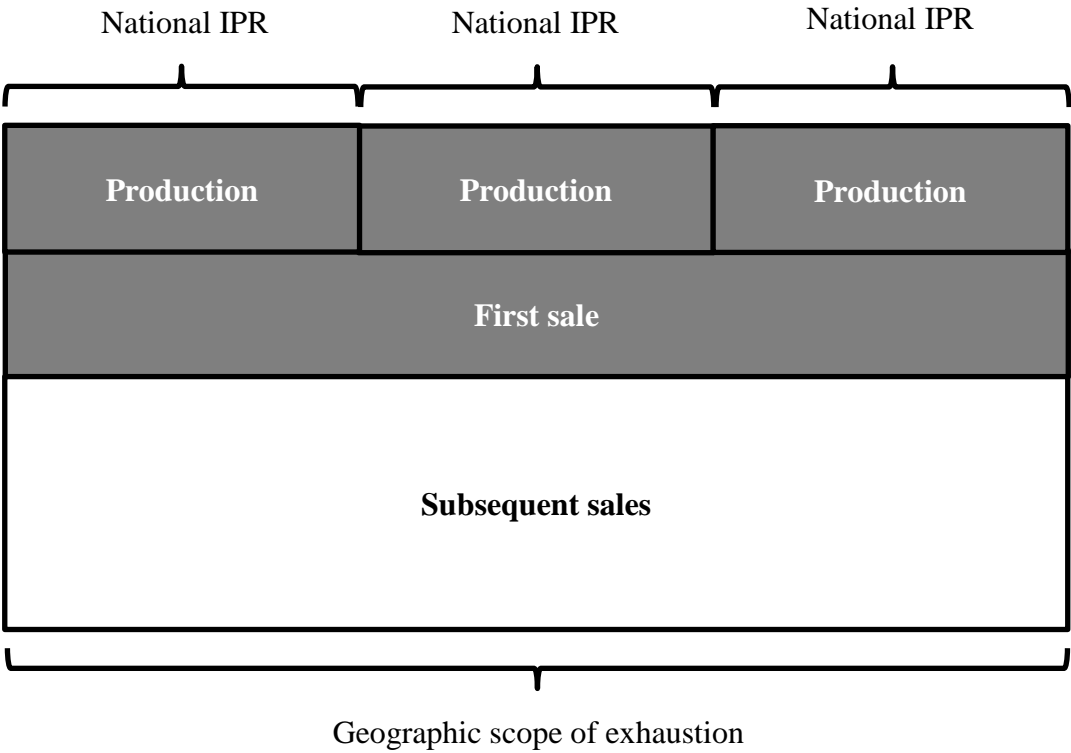 National IPR National IPR National IPR
Production Production Production
First sale
Subsequent sales
Geographic scope of exhaustion